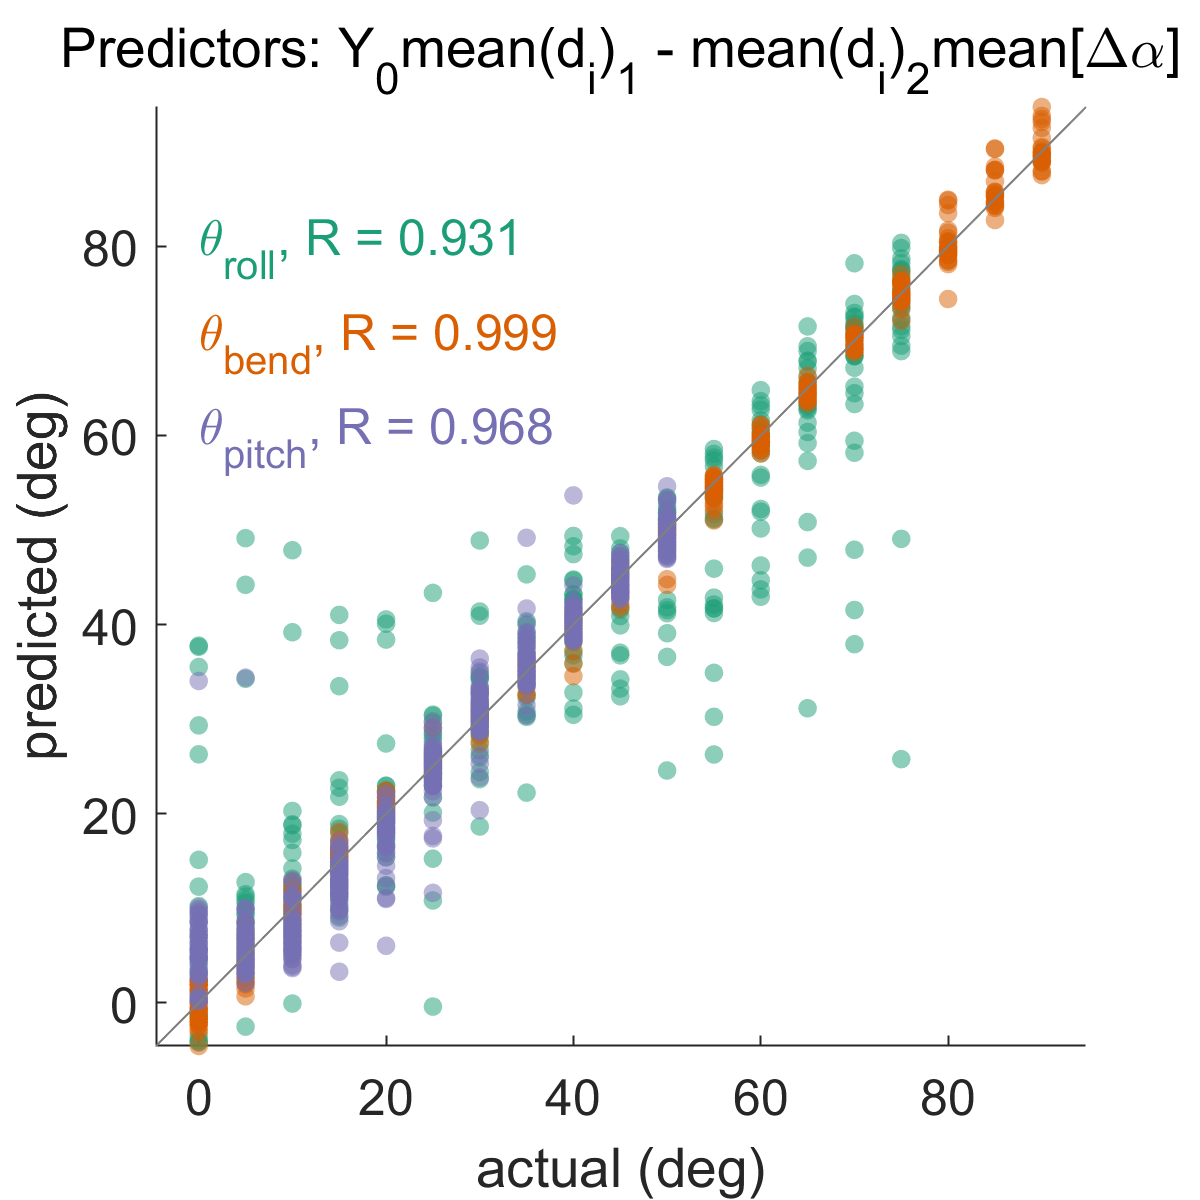 Predictors: Y₀mean(dᵢ)₁ - mean(dᵢ)₂mean[Δα]
θroll, R = 0.931
θbend, R = 0.999
θpitch, R = 0.968
predicted (deg)
80
60
40
20
0
0 20 40 60 80
actual (deg)